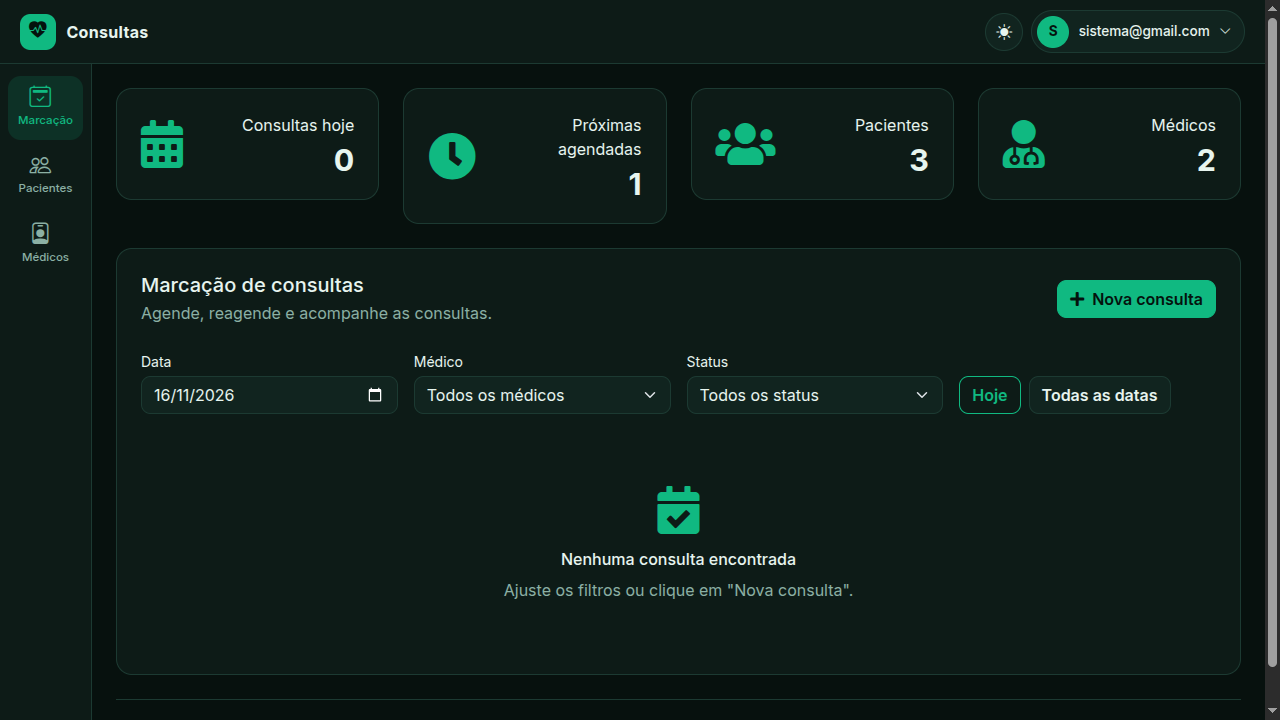 Consultas
S
sistema@gmail.com
Marcação
Pacientes
Médicos
Consultas hoje
0
Próximas
agendadas
1
Pacientes
3
Médicos
2
Marcação de consultas
Agende, reagende e acompanhe as consultas.
Nova consulta
Data
Médico
Status
16/11/2026
Todos os médicos
Todos os status
Hoje
Todas as datas
Nenhuma consulta encontrada
Ajuste os filtros ou clique em "Nova consulta".